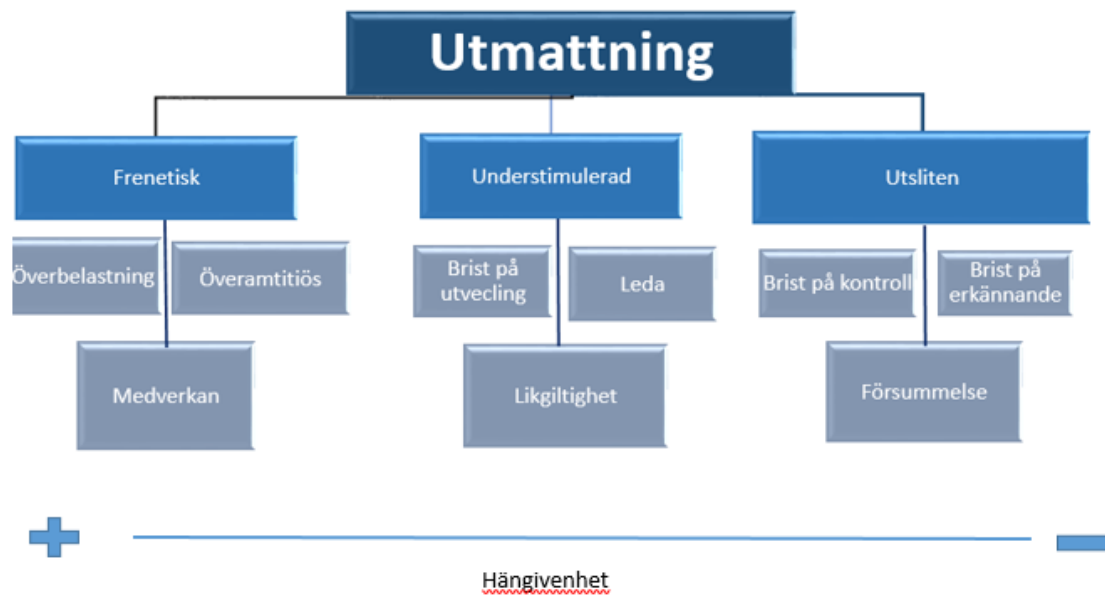 Utmattning
Frenetisk
Understimulerad
Utsliten
Överbelastning
Överamtitiös
Brist på
utvecling
Leda
Brist på kontroll
Brist på
erkännande
Medverkan
Likgiltighet
Försummelse
Hängivenhet